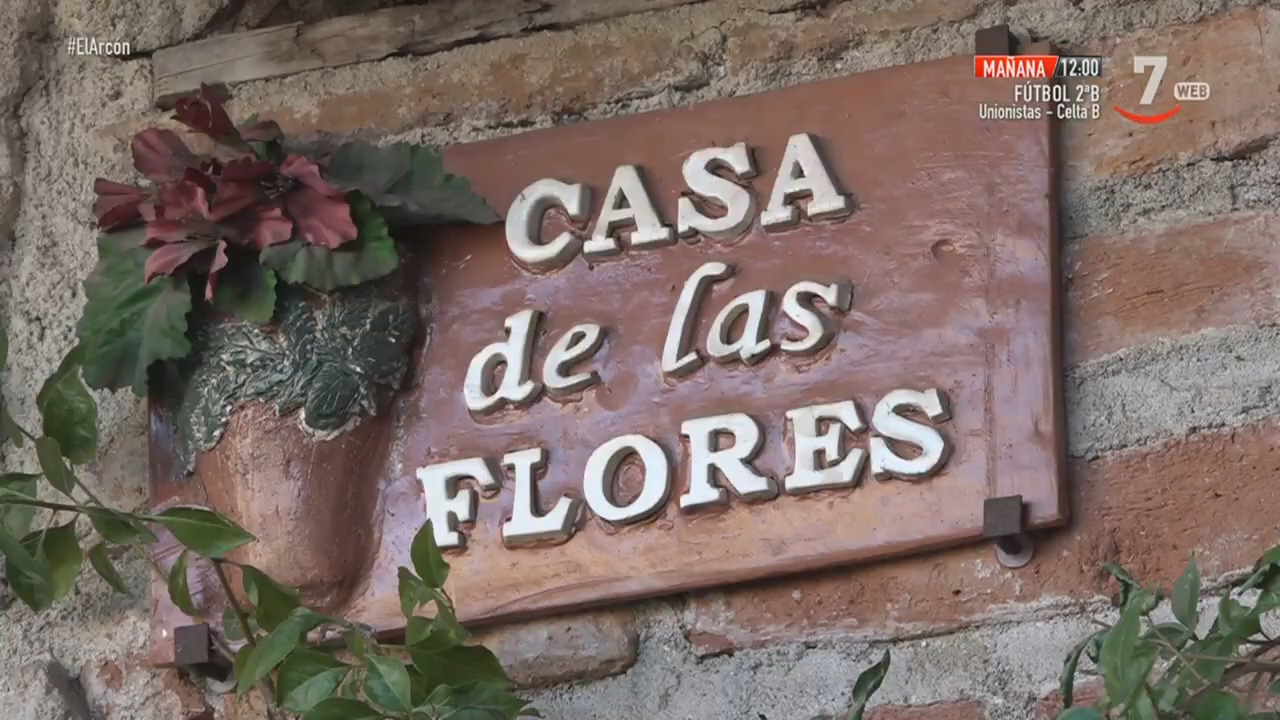 #ElArcón
MAÑANA 12:00
FÚTBOL 2ªB
Unionistas - Celta B
7 WEB
CASA
de las
FLORES